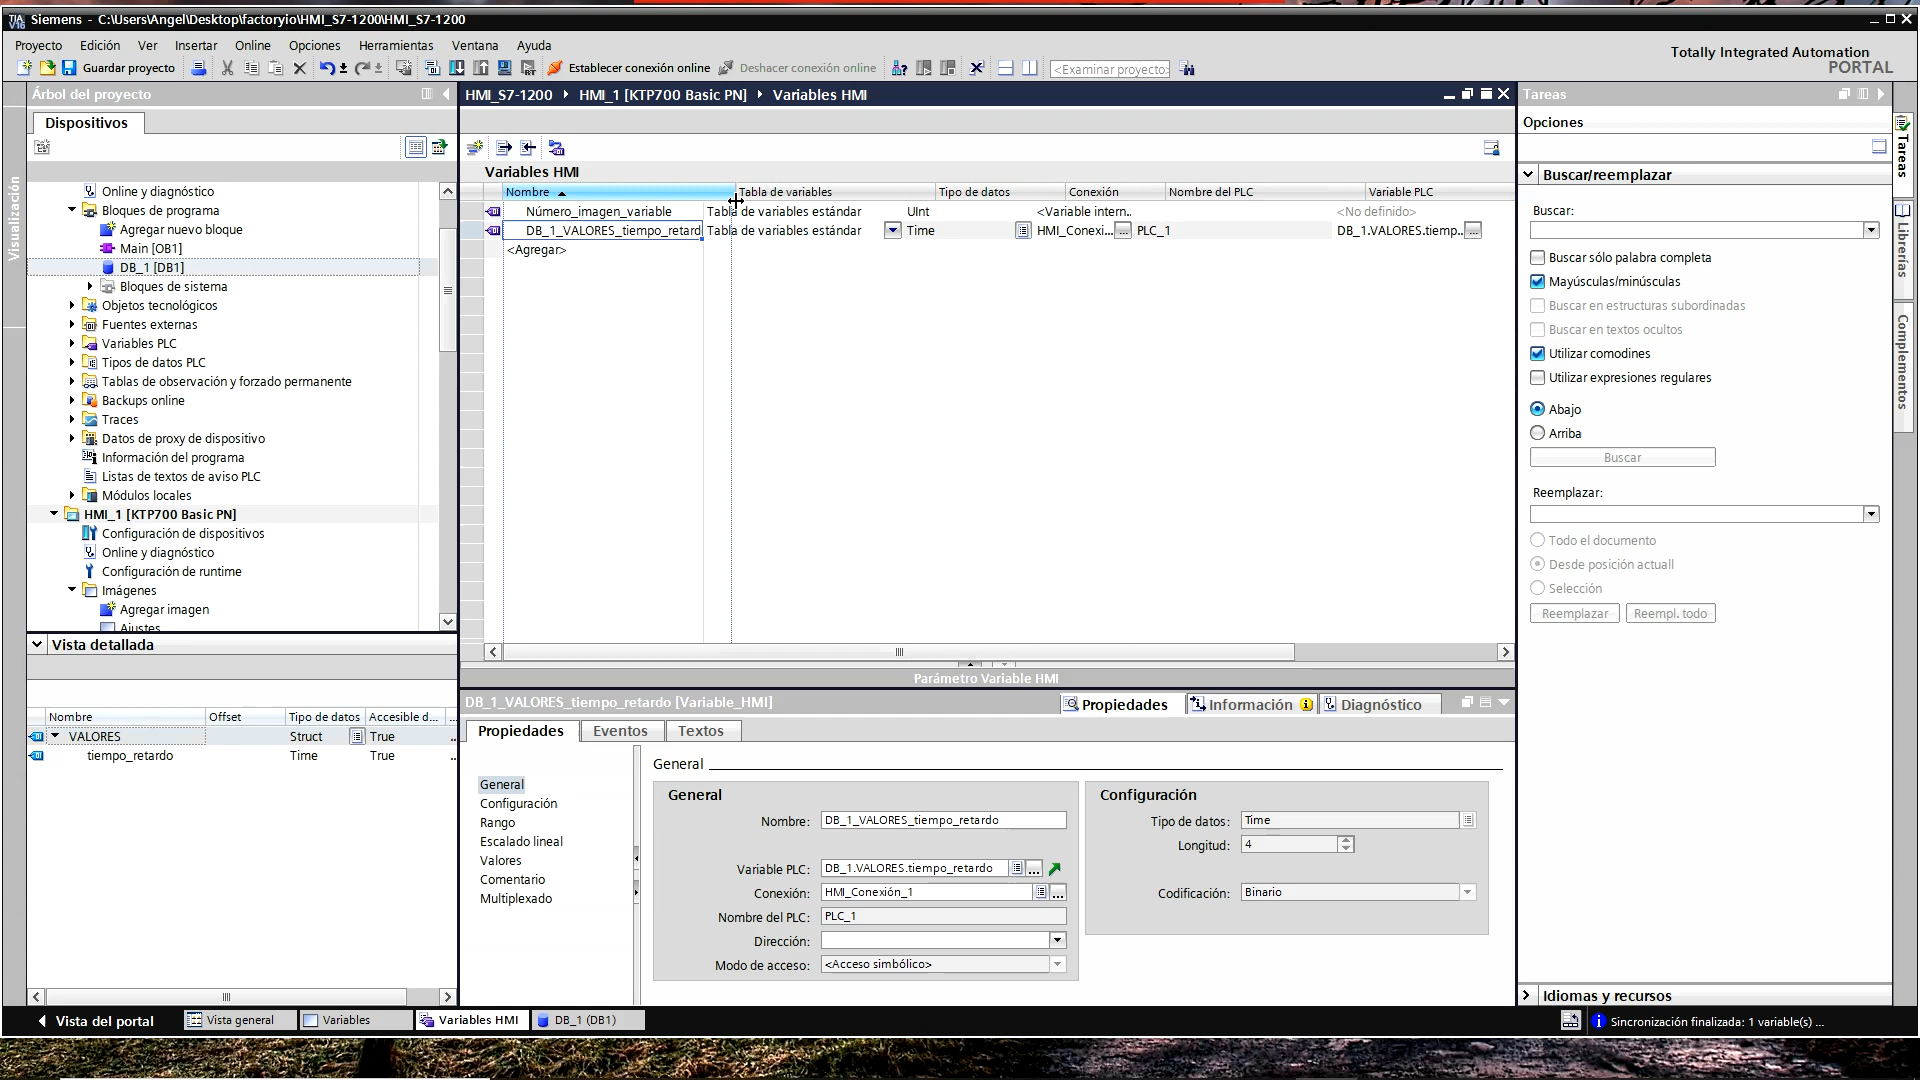 Siemens - C:\Users\Angel\Desktop\factoryio\HMI_S7-1200\HMI_S7-1200
Proyecto Edición Ver Insertar Online Opciones Herramientas Ventana Ayuda
Totally Integrated Automation
PORTAL
Guardar proyecto Establecer conexión online Deshacer conexión online <Examinar proyecto>
Árbol del proyecto
HMI_S7-1200 HMI_1 [KTP700 Basic PN] Variables HMI
Tareas
Dispositivos
Opciones
Visualización
Tareas
Librerías
Complementos
Online y diagnóstico
Bloques de programa
Agregar nuevo bloque
Main [OB1]
DB_1 [DB1]
Bloques de sistema
Objetos tecnológicos
Fuentes externas
Variables PLC
Tipos de datos PLC
Tablas de observación y forzado permanente
Backups online
Traces
Datos de proxy de dispositivo
Información del programa
Listas de textos de aviso PLC
Módulos locales
HMI_1 [KTP700 Basic PN]
Configuración de dispositivos
Online y diagnóstico
Configuración de runtime
Imágenes
Agregar imagen
Ajustes
Variables HMI
Nombre Tabla de variables Tipo de datos Conexión Nombre del PLC Variable PLC
Número_imagen_variable Tabla de variables estándar UInt <Variable intern.. <No definido>
DB_1_VALORES_tiempo_retard Tabla de variables estándar Time HMI_Conexi... PLC_1 DB_1.VALORES.tiemp..
<Agregar>
Buscar/reemplazar
Buscar:
Buscar sólo palabra completa
Mayúsculas/minúsculas
Buscar en estructuras subordinadas
Buscar en textos ocultos
Utilizar comodines
Utilizar expresiones regulares
Abajo
Arriba
Buscar
Reemplazar:
Todo el documento
Desde posición actuall
Selección
Reemplazar Reempl. todo
Idiomas y recursos
Vista detallada
Nombre Offset Tipo de datos Accesible d... ...
VALORES Struct True ..
tiempo_retardo Time True ..
Parámetro Variable HMI
DB_1_VALORES_tiempo_retardo [Variable_HMI]
Propiedades Información Diagnóstico
Propiedades Eventos Textos
General
Configuración
Rango
Escalado lineal
Valores
Comentario
Multiplexado
General
General
Nombre: DB_1_VALORES_tiempo_retardo
Variable PLC: DB_1.VALORES.tiempo_retardo
Conexión: HMI_Conexión_1
Nombre del PLC: PLC_1
Dirección:
Modo de acceso: <Acceso simbólico>
Configuración
Tipo de datos: Time
Longitud: 4
Codificación: Binario
Vista del portal Vista general Variables Variables HMI DB_1 (DB1)
Sincronización finalizada: 1 variable(s) ...